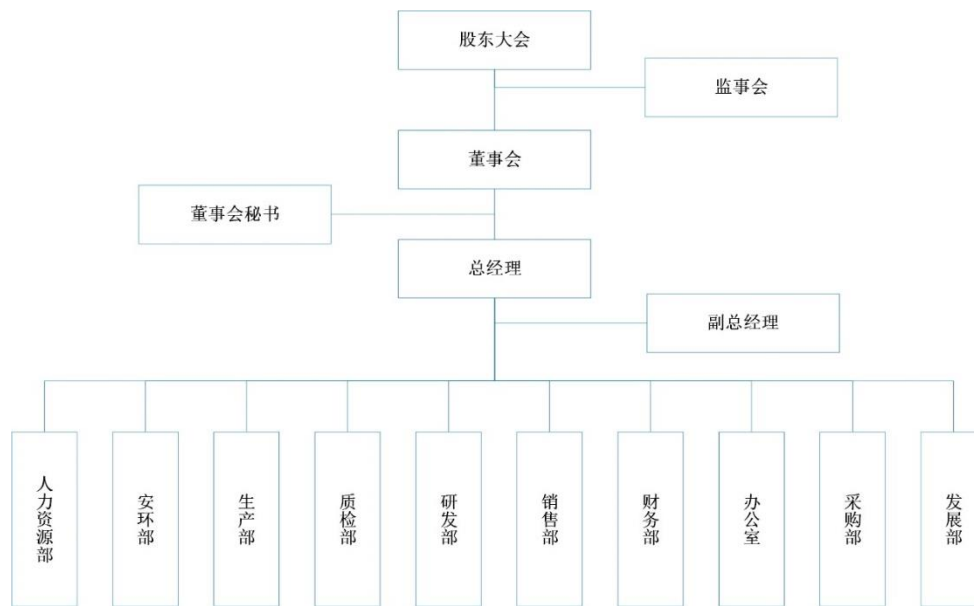 股东大会
监事会
董事会
董事会秘书
总经理
副总经理
人力资源部
安环部
生产部
质检部
研发部
销售部
财务部
办公室
采购部
发展部